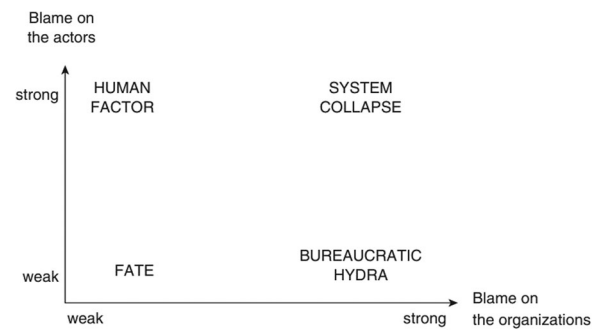 Blame on
the actors
strong
HUMAN
FACTOR
SYSTEM
COLLAPSE
weak
FATE
BUREAUCRATIC
HYDRA
weak
strong
Blame on
the organizations